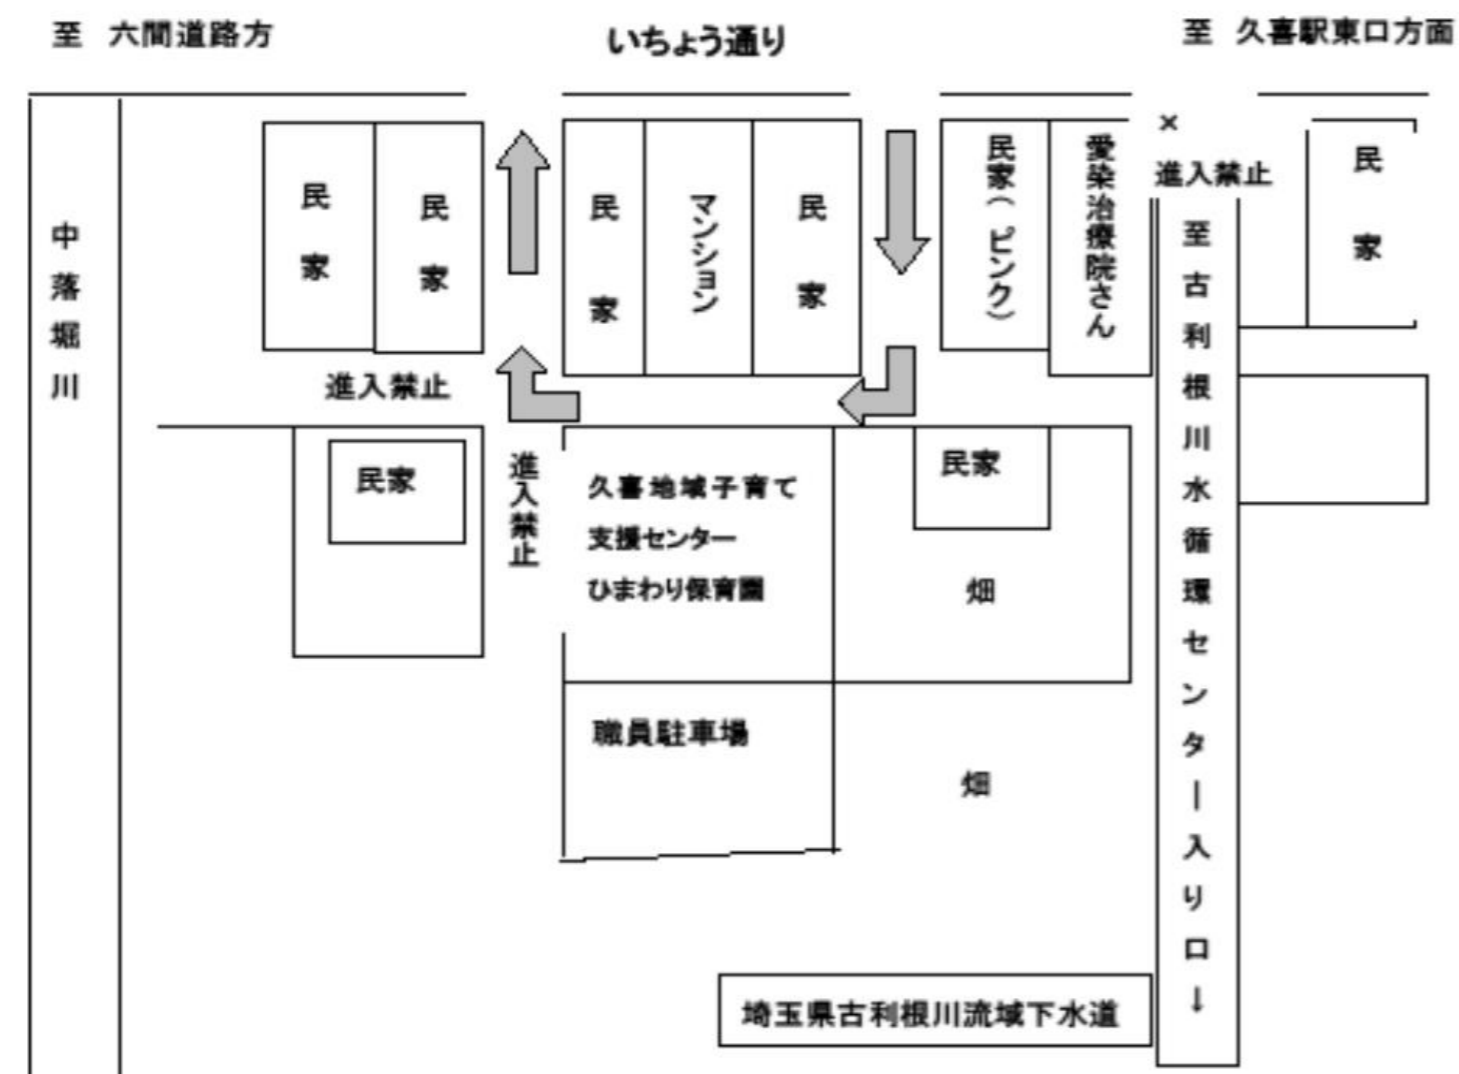 至 六間道路方
いちょう通り
至 久喜駅東口方面
中落堀川
民家
民家
民家
マンション
民家
民家(ピンク)
愛染治療院さん
×
進入禁止
民家
至古利根川水循環センター入り口↓
進入禁止
民家
進入禁止
久喜地域子育て
支援センター
ひまわり保育園
民家
畑
職員駐車場
畑
埼玉県古利根川流域下水道